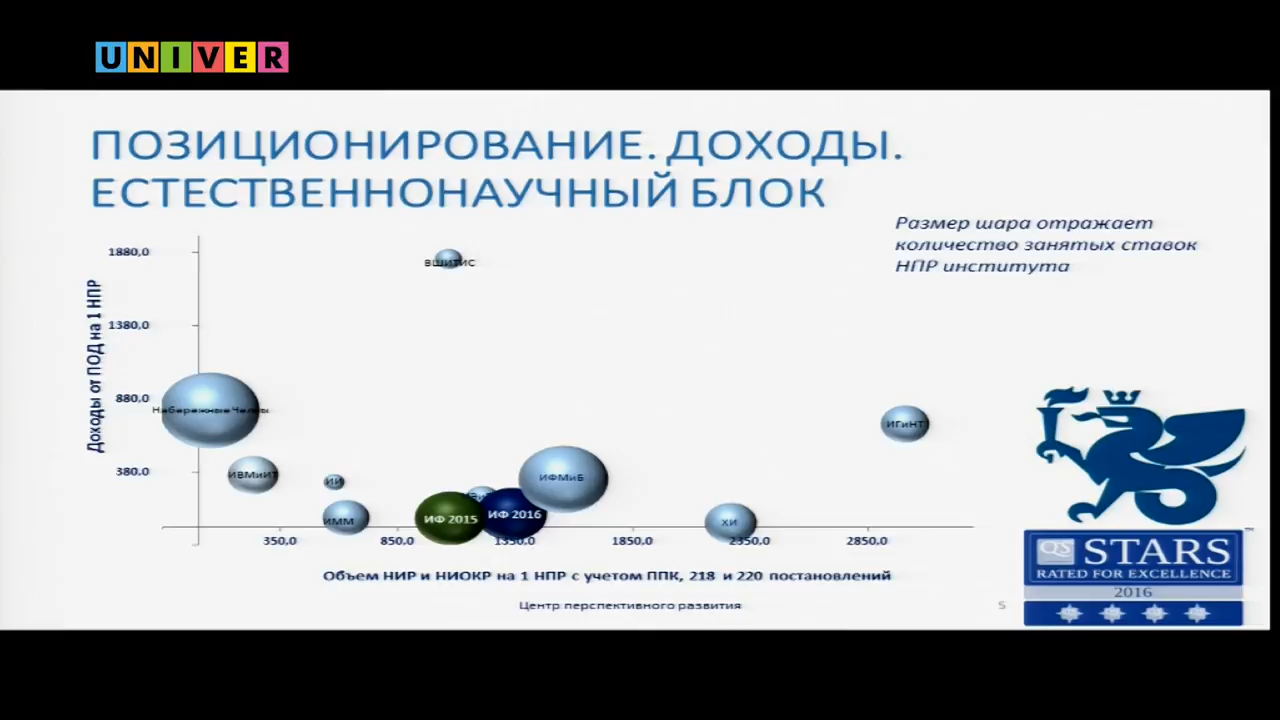 UNIVER
ПОЗИЦИОНИРОВАНИЕ. ДОХОДЫ.
ЕСТЕСТВЕННОНАУЧНЫЙ БЛОК
Размер шара отражает
количество занятых ставок
НПР института
Доходы от ПОД на 1 НПР
1880,0
1380,0
880,0
380,0
ВШИТИС
Набережные Челны
ИГиНТ
ИВМиИТ
ИИ
ИФМиБ
ИММ
ИФ 2015
ИФ 2016
ХИ
350,0
850,0
1350,0
1850,0
2350,0
2850,0
Объем НИР и НИОКР на 1 НПР с учетом ППК, 218 и 220 постановлений
Центр перспективного развития
5
QS STARS™
RATED FOR EXCELLENCE
2016